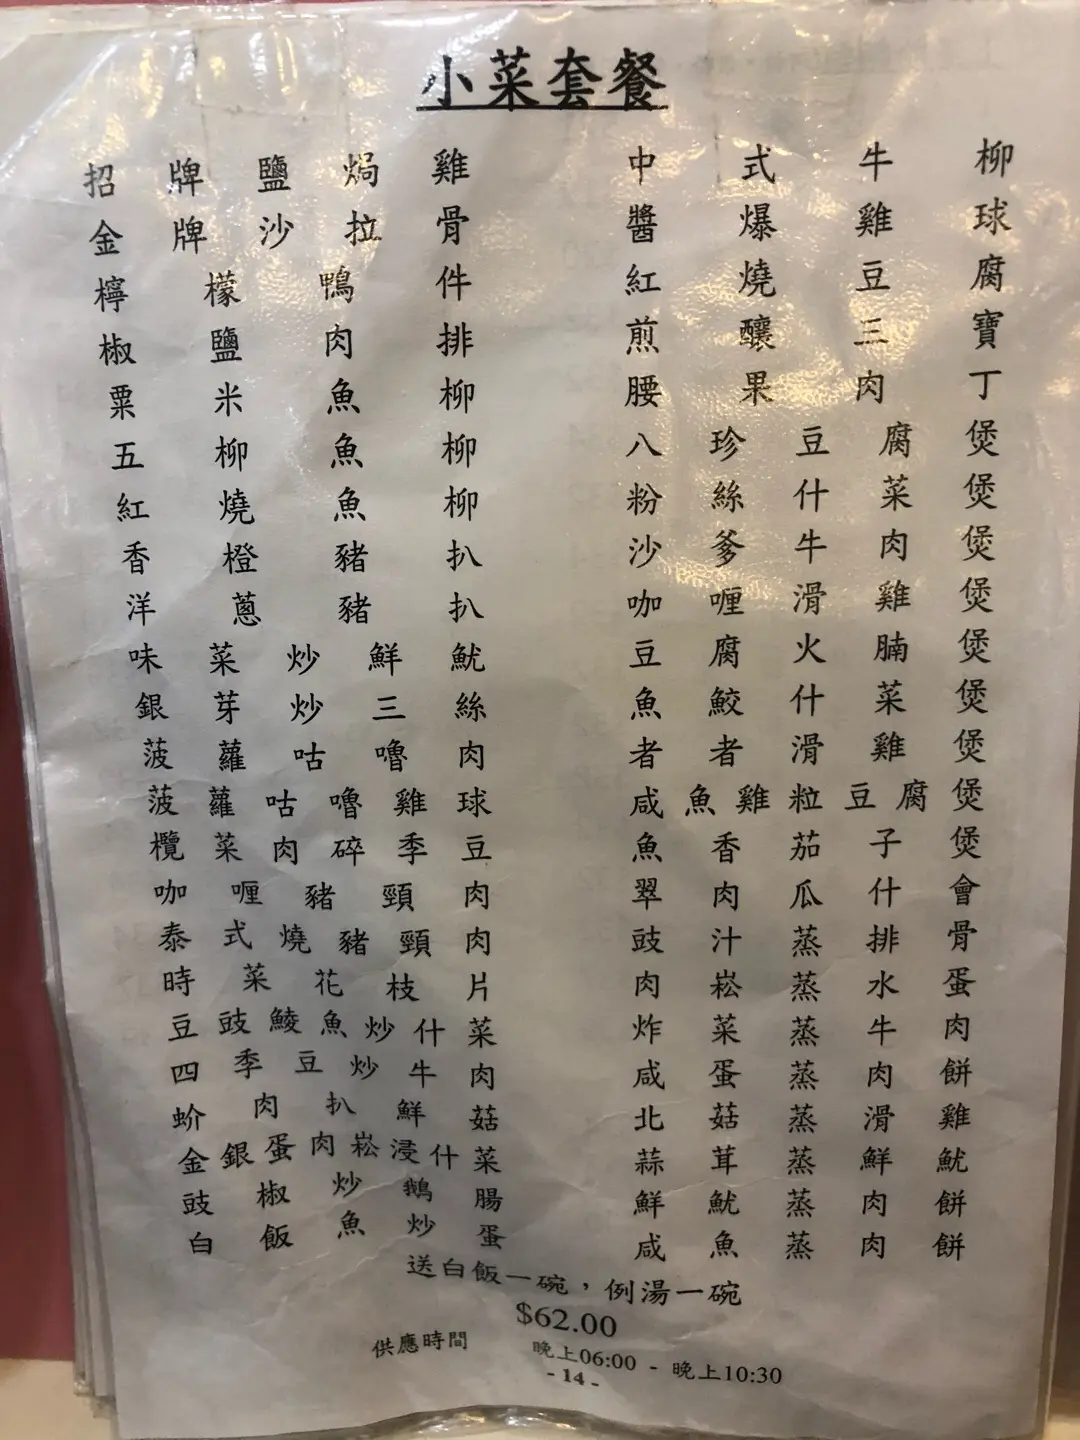 小菜套餐
招牌鹽焗雞
金牌沙拉骨
檸檬鴨件
椒鹽肉排
粟米魚柳
五柳魚柳
紅燒魚柳
香橙豬扒
洋蔥豬扒
味菜炒鮮魷
銀芽炒三絲
菠蘿咕嚕肉
菠蘿咕嚕雞球
欖菜肉碎季豆
咖喱豬頸肉
泰式燒豬頸肉
時菜花枝片
豆豉鯪魚炒什菜
四季豆炒牛肉
蚧肉扒鮮菇
金銀蛋肉崧浸什菜
豉椒炒鵝腸
白飯魚炒蛋
中式牛柳
醬爆雞球
紅燒豆腐
煎釀三寶
腰果肉丁
八珍豆腐煲
粉絲什菜煲
沙爹牛肉煲
咖喱滑雞煲
豆腐火腩煲
魚鮫什菜煲
者者滑雞煲
咸魚雞粒豆腐煲
魚香茄子煲
翠肉瓜什會
豉汁蒸排骨
肉崧蒸水蛋
炸菜蒸牛肉
咸蛋蒸肉餅
北菇蒸滑雞
蒜茸蒸鮮魷
鮮魷蒸肉餅
咸魚蒸肉餅
送白飯一碗，例湯一碗
$62.00
供應時間 晚上06:00 - 晚上10:30
- 14 -